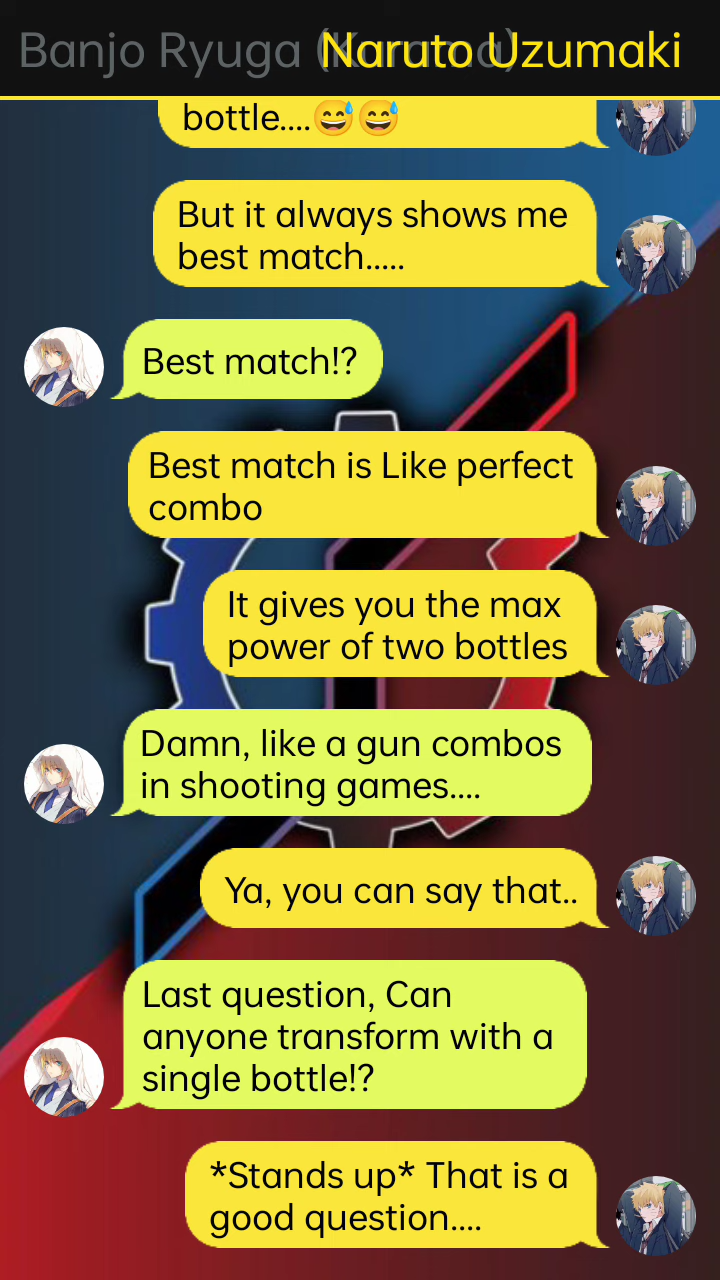 Banjo Ryuga (Kurama)
Naruto Uzumaki
bottle....😅😅
But it always shows me
best match.....
Best match!?
Best match is Like perfect
combo
It gives you the max
power of two bottles
Damn, like a gun combos
in shooting games....
Ya, you can say that..
Last question, Can
anyone transform with a
single bottle!?
*Stands up* That is a
good question....